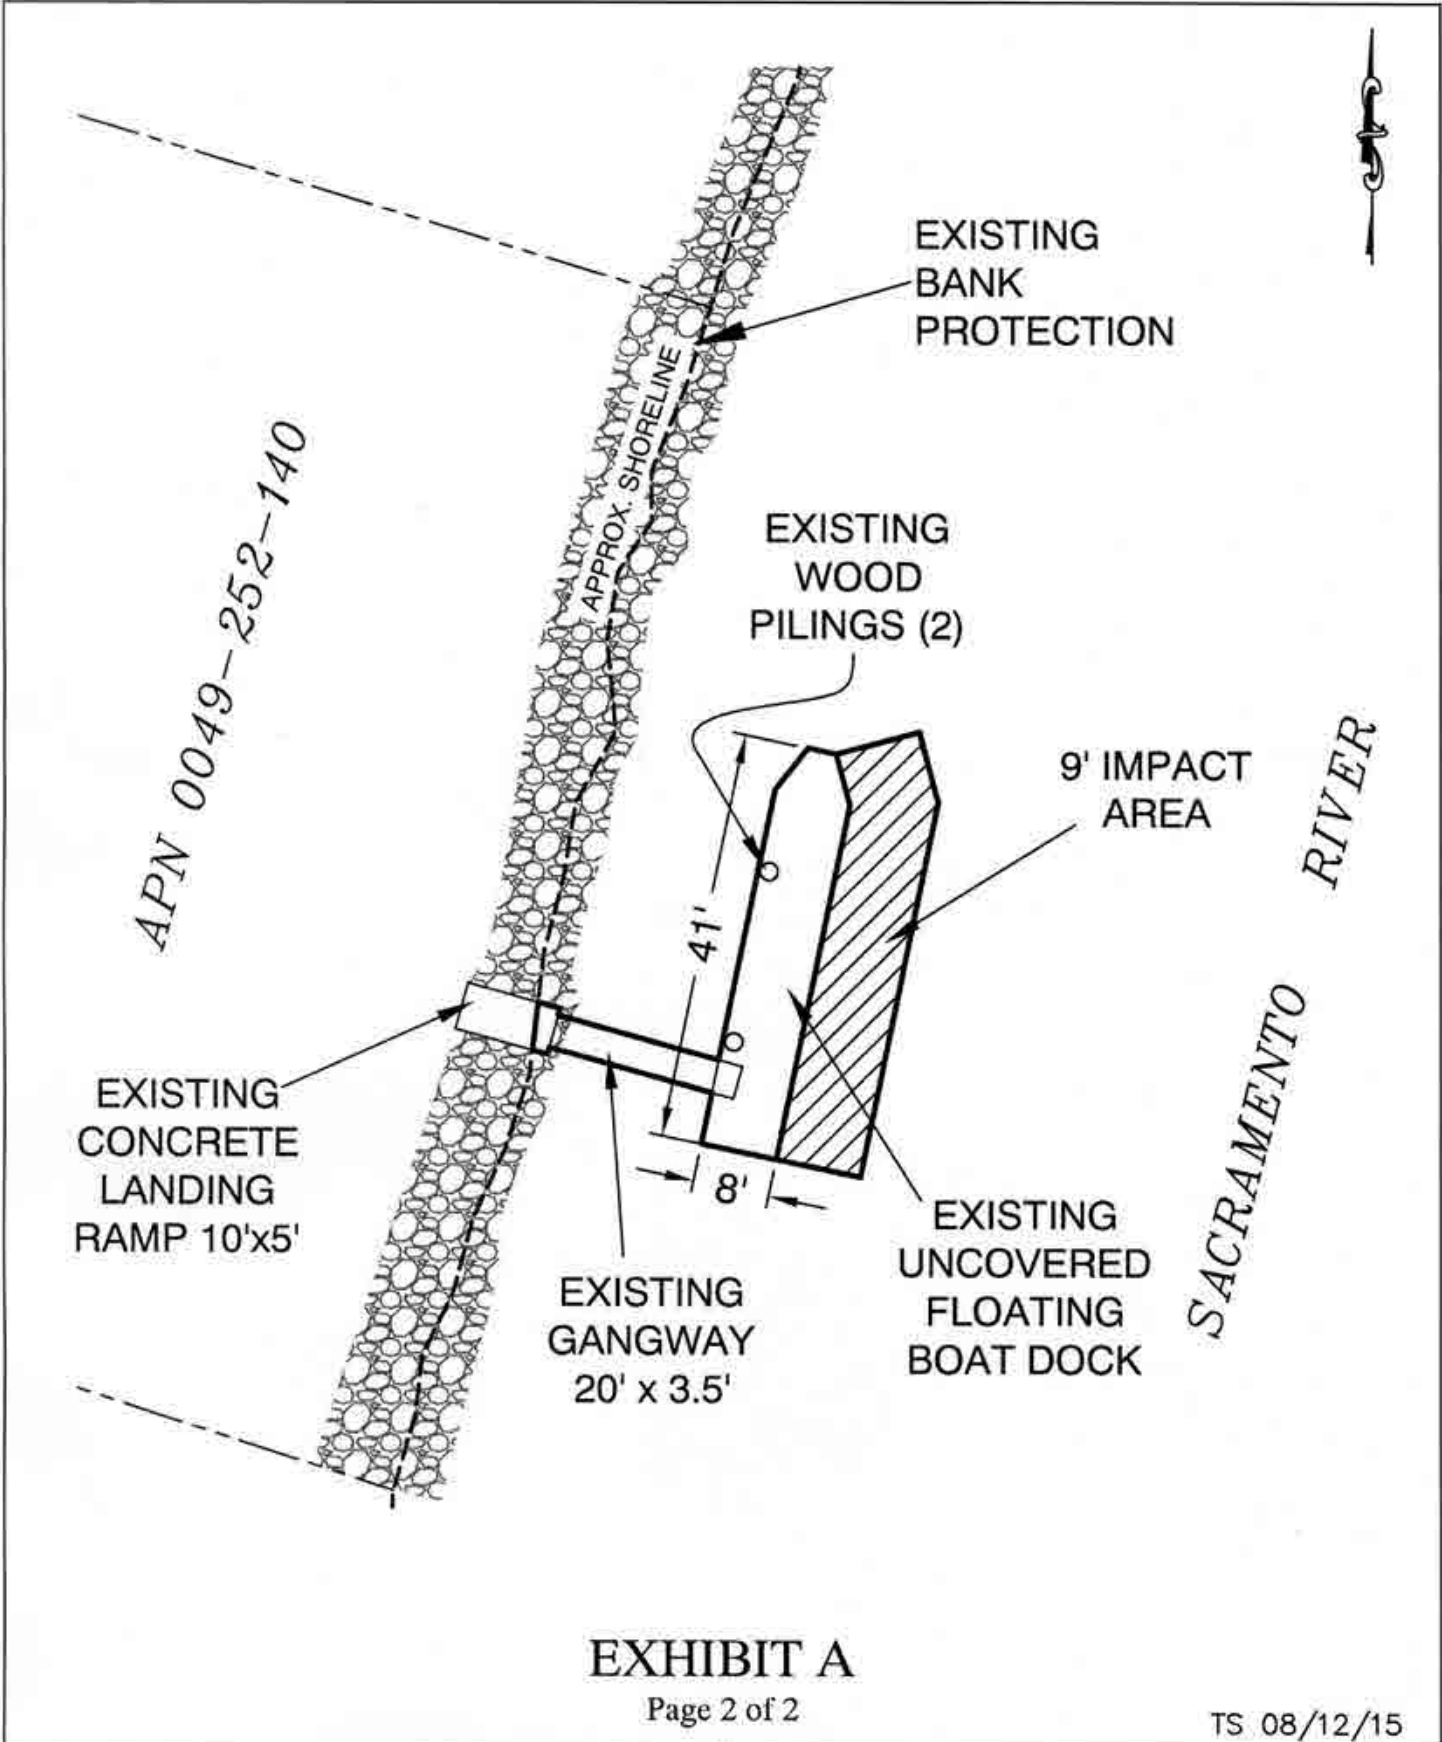 EXISTING
BANK
PROTECTION
APPROX. SHORELINE
APN 0049-252-140
EXISTING
WOOD
PILINGS (2)
9' IMPACT
AREA
SACRAMENTO RIVER
41'
8'
EXISTING
CONCRETE
LANDING
RAMP 10'x5'
EXISTING
GANGWAY
20' x 3.5'
EXISTING
UNCOVERED
FLOATING
BOAT DOCK
EXHIBIT A
Page 2 of 2
TS 08/12/15